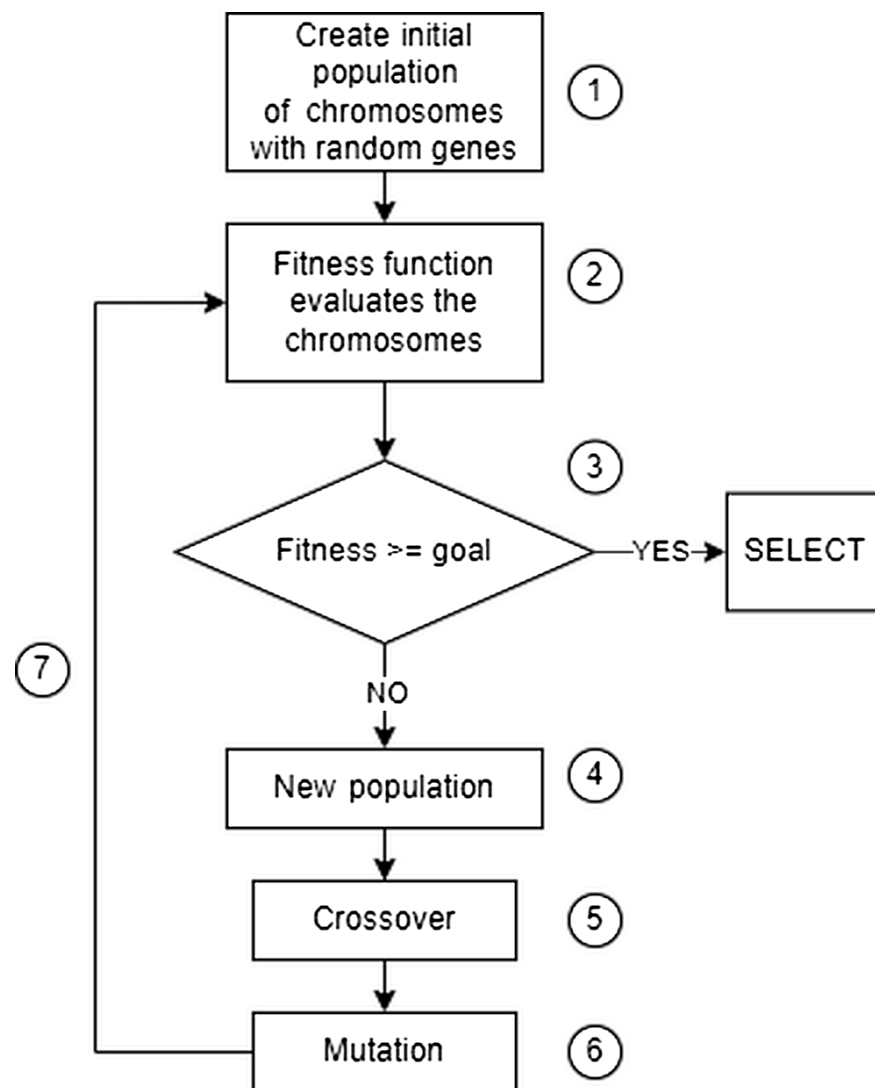 Create initial
population
of chromosomes
with random genes
1
Fitness function
evaluates the
chromosomes
2
3
Fitness >= goal
YES
SELECT
7
NO
New population
4
Crossover
5
Mutation
6